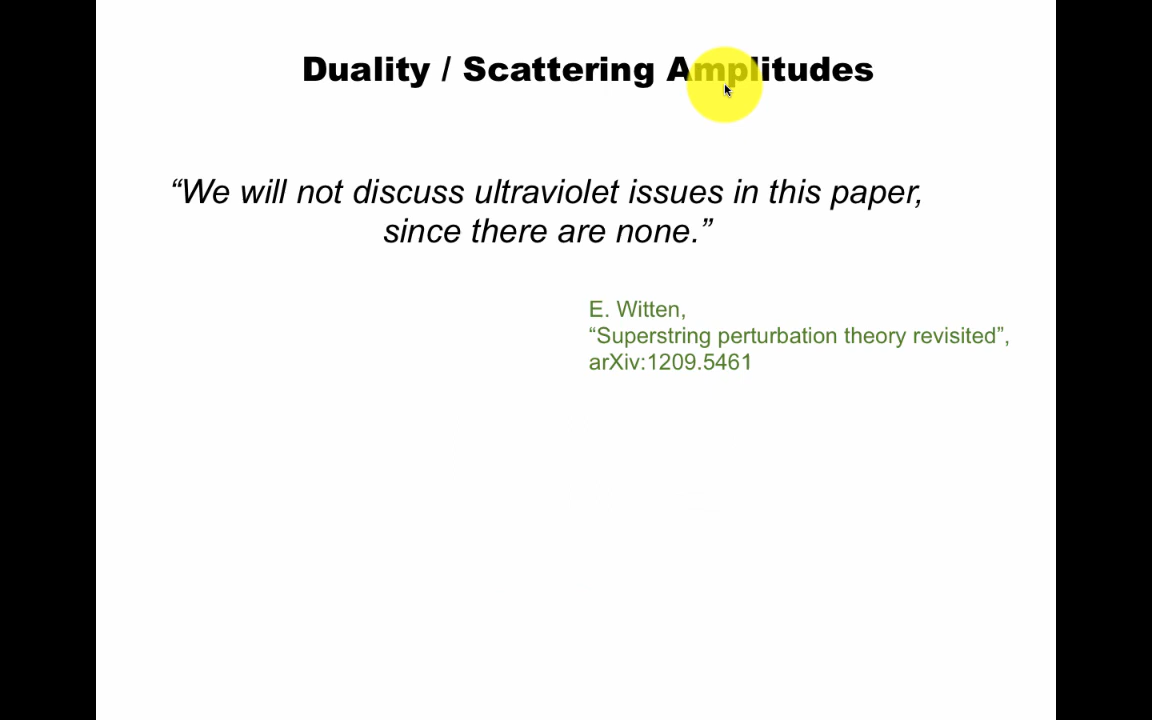 Duality / Scattering Amplitudes
“We will not discuss ultraviolet issues in this paper,
since there are none.”
E. Witten,
“Superstring perturbation theory revisited”,
arXiv:1209.5461